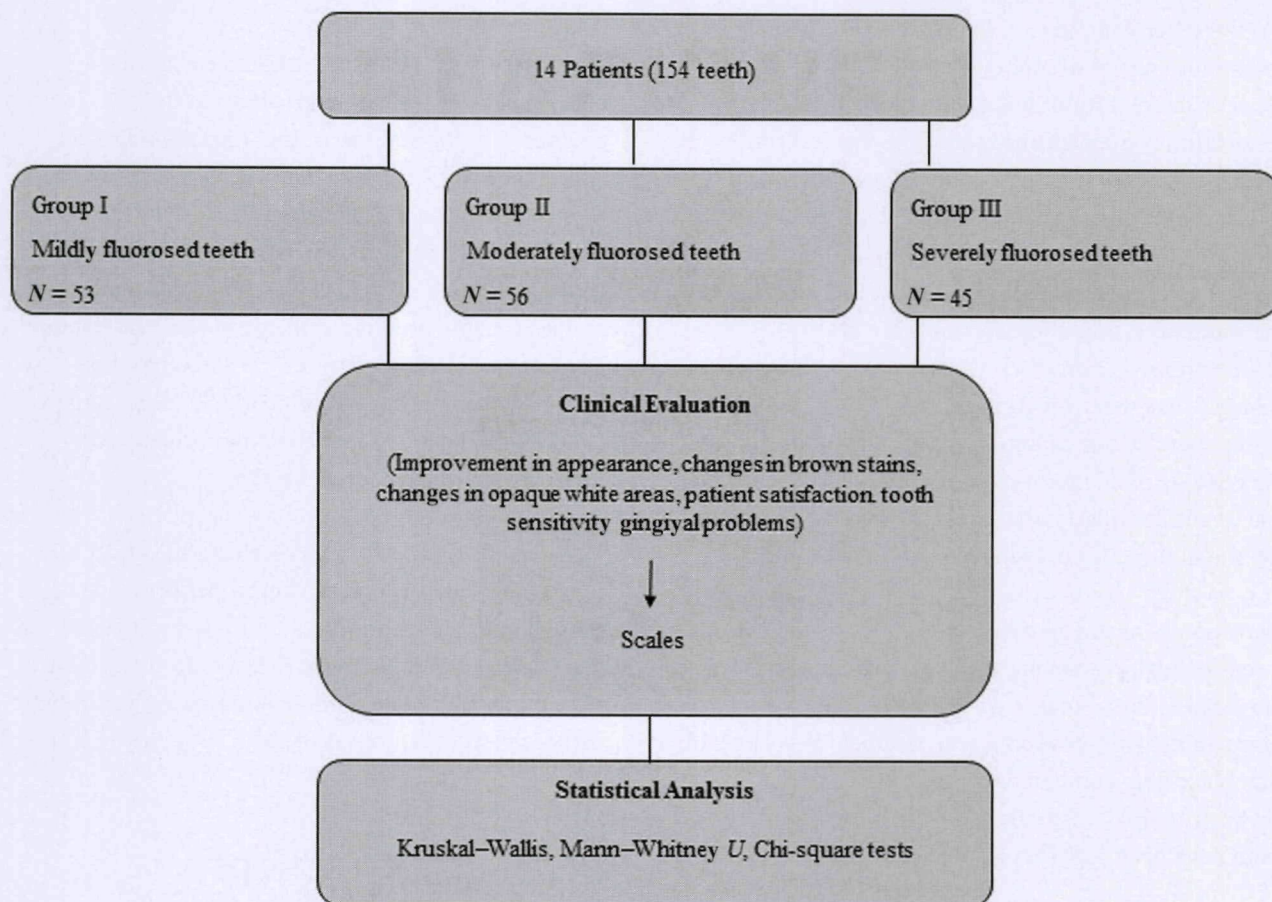 14 Patients (154 teeth)
Group I
Mildly fluorosed teeth
N = 53
Group II
Moderately fluorosed teeth
N = 56
Group III
Severely fluorosed teeth
N = 45
Clinical Evaluation
(Improvement in appearance, changes in brown stains,
changes in opaque white areas, patient satisfaction. tooth
sensitivity gingiyal problems)
Scales
Statistical Analysis
Kruskal–Wallis, Mann–Whitney U, Chi-square tests